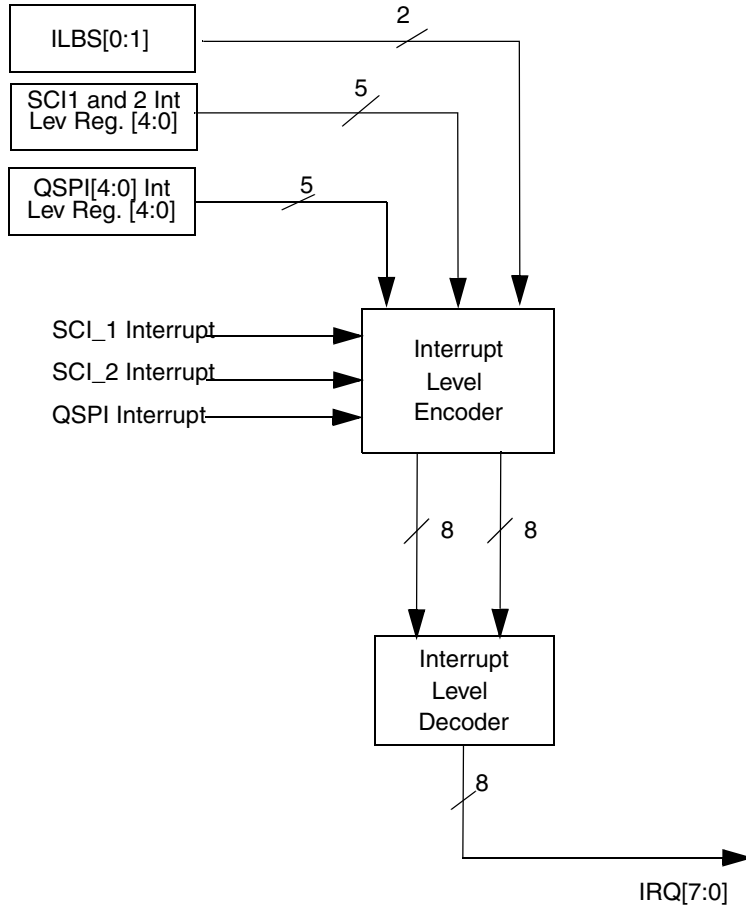 2
ILBS[0:1]
5
SCI1 and 2 Int
Lev Reg. [4:0]
5
QSPI[4:0] Int
Lev Reg. [4:0]
SCI_1 Interrupt
SCI_2 Interrupt
QSPI Interrupt
Interrupt
Level
Encoder
8
8
Interrupt
Level
Decoder
8
IRQ[7:0]